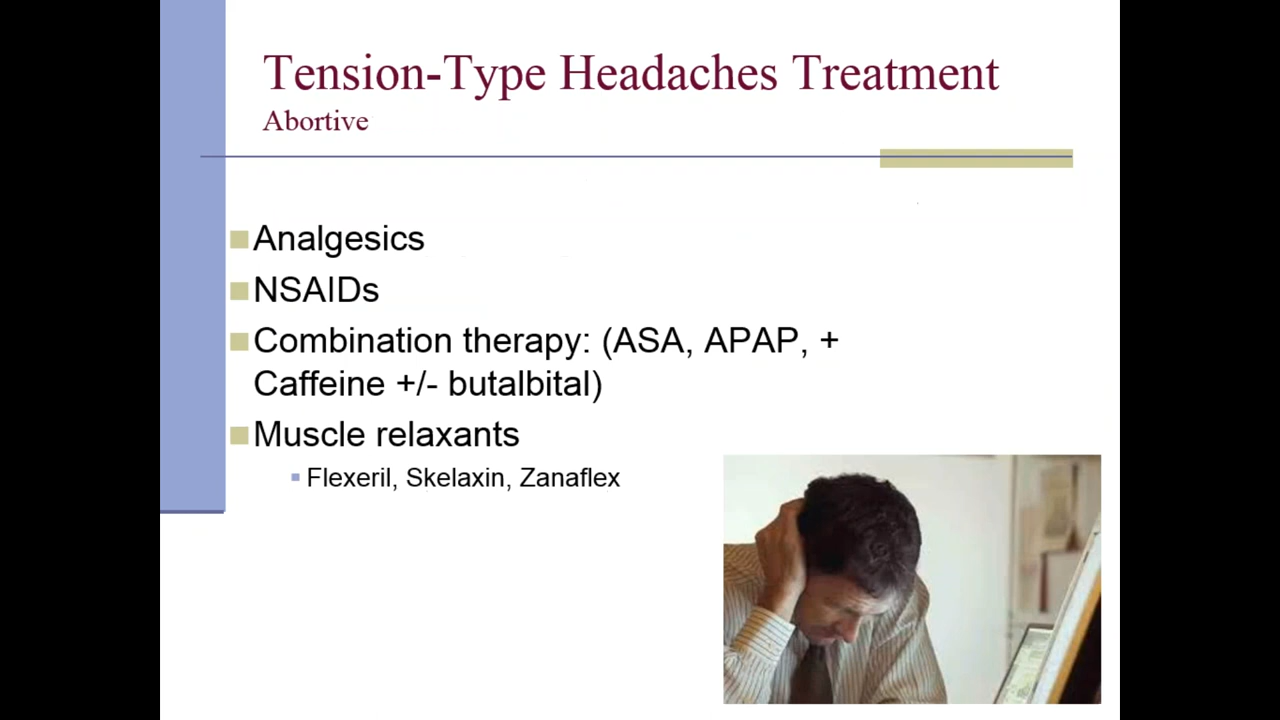 Tension-Type Headaches Treatment
Abortive
Analgesics
NSAIDs
Combination therapy: (ASA, APAP, +
Caffeine +/- butalbital)
Muscle relaxants
Flexeril, Skelaxin, Zanaflex